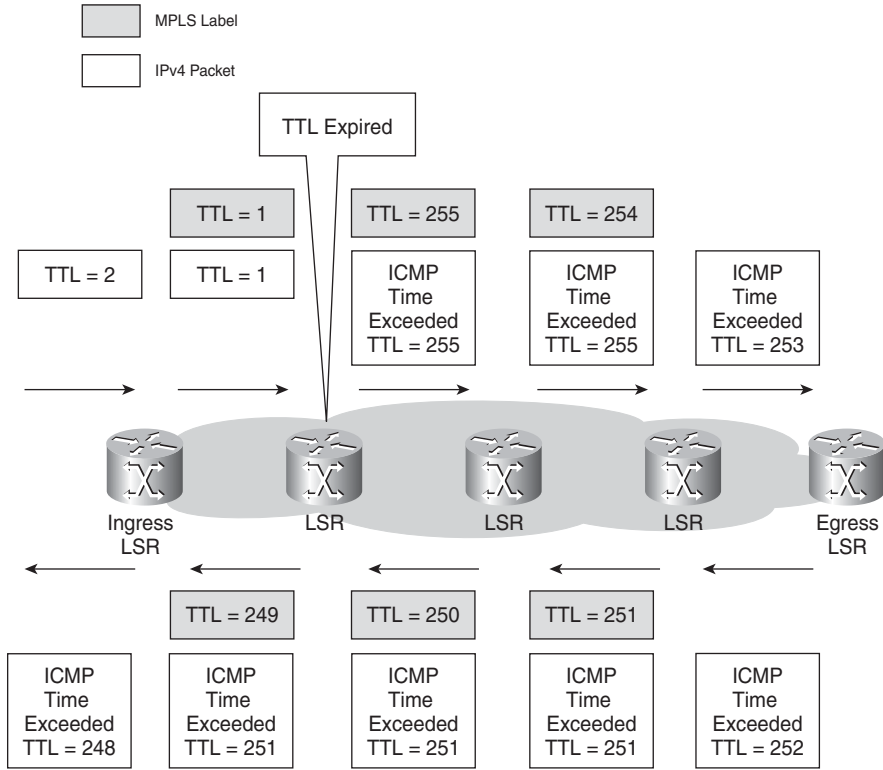 MPLS Label
IPv4 Packet
TTL Expired
TTL = 1
TTL = 255
TTL = 254
TTL = 2
TTL = 1
ICMP
Time
Exceeded
TTL = 255
ICMP
Time
Exceeded
TTL = 255
ICMP
Time
Exceeded
TTL = 253
Ingress
LSR
LSR
LSR
LSR
Egress
LSR
TTL = 249
TTL = 250
TTL = 251
ICMP
Time
Exceeded
TTL = 248
ICMP
Time
Exceeded
TTL = 251
ICMP
Time
Exceeded
TTL = 251
ICMP
Time
Exceeded
TTL = 251
ICMP
Time
Exceeded
TTL = 252